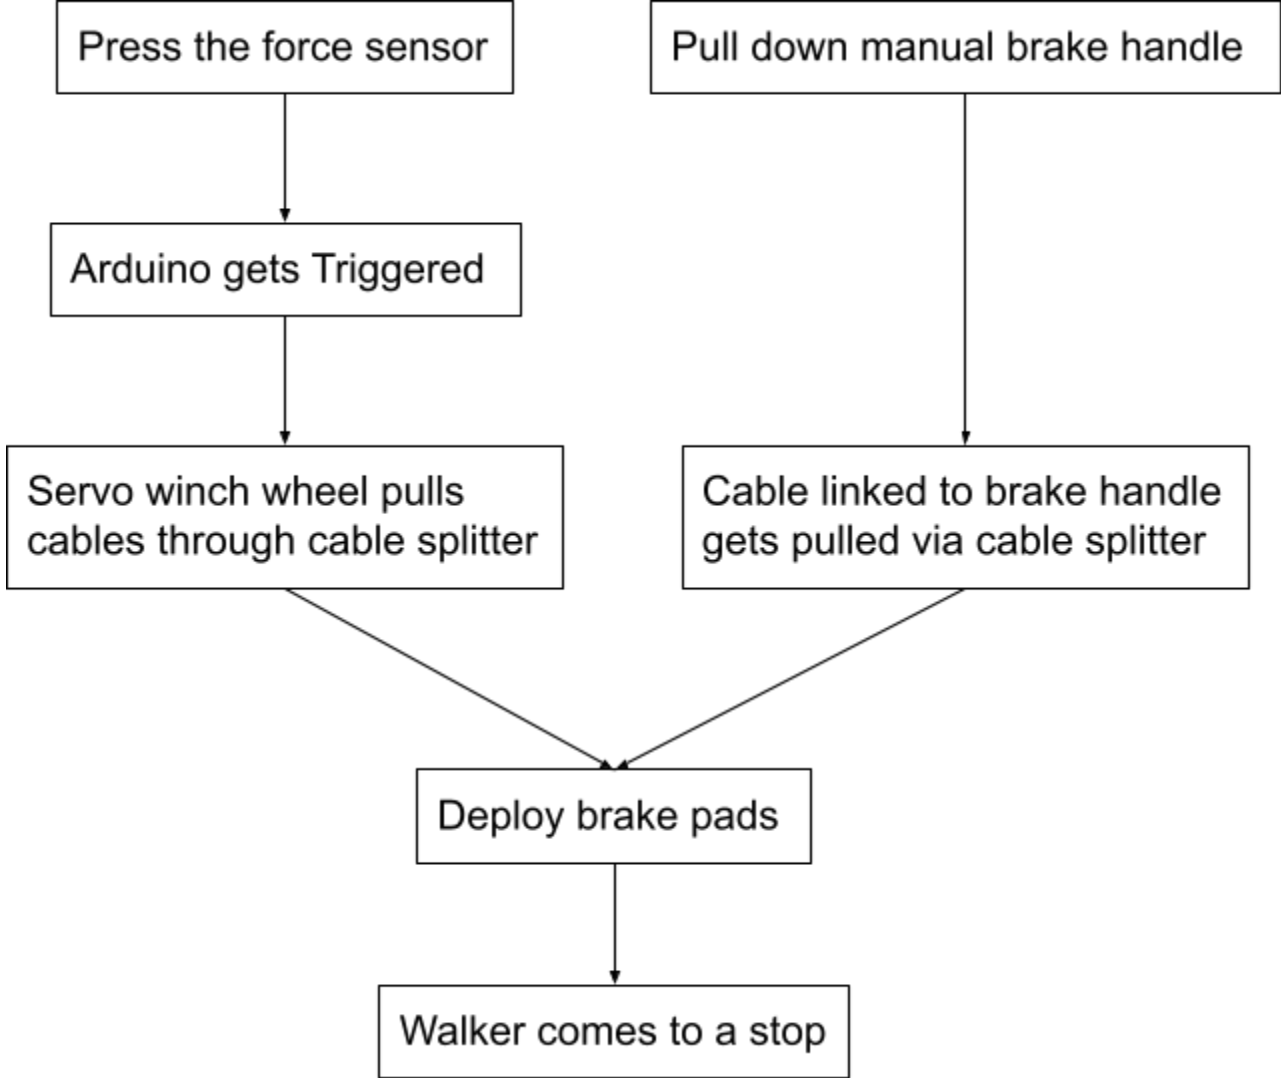 Press the force sensor
Pull down manual brake handle
Arduino gets Triggered
Servo winch wheel pulls
cables through cable splitter
Cable linked to brake handle
gets pulled via cable splitter
Deploy brake pads
Walker comes to a stop